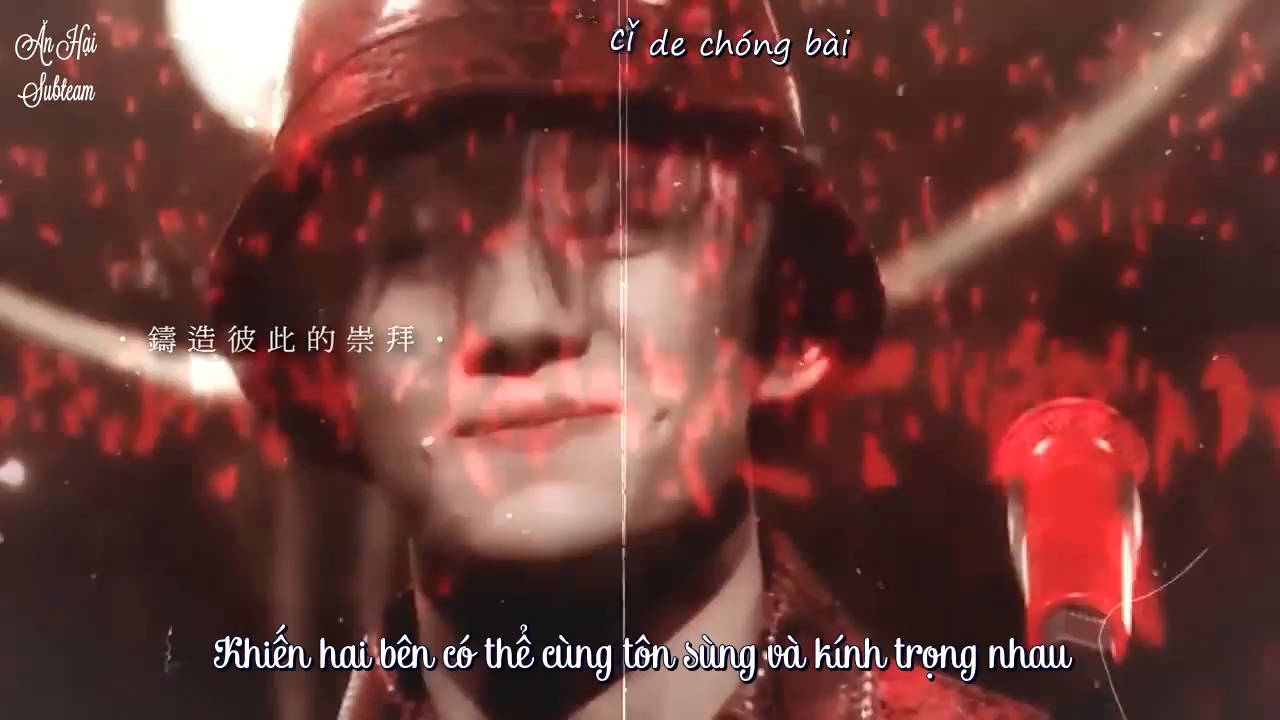 Ăn Hại
Subteam
cǐ de chóng bài
· 鑄造彼此的崇拜 ·
Khiến hai bên có thể cùng tôn sùng và kính trọng nhau